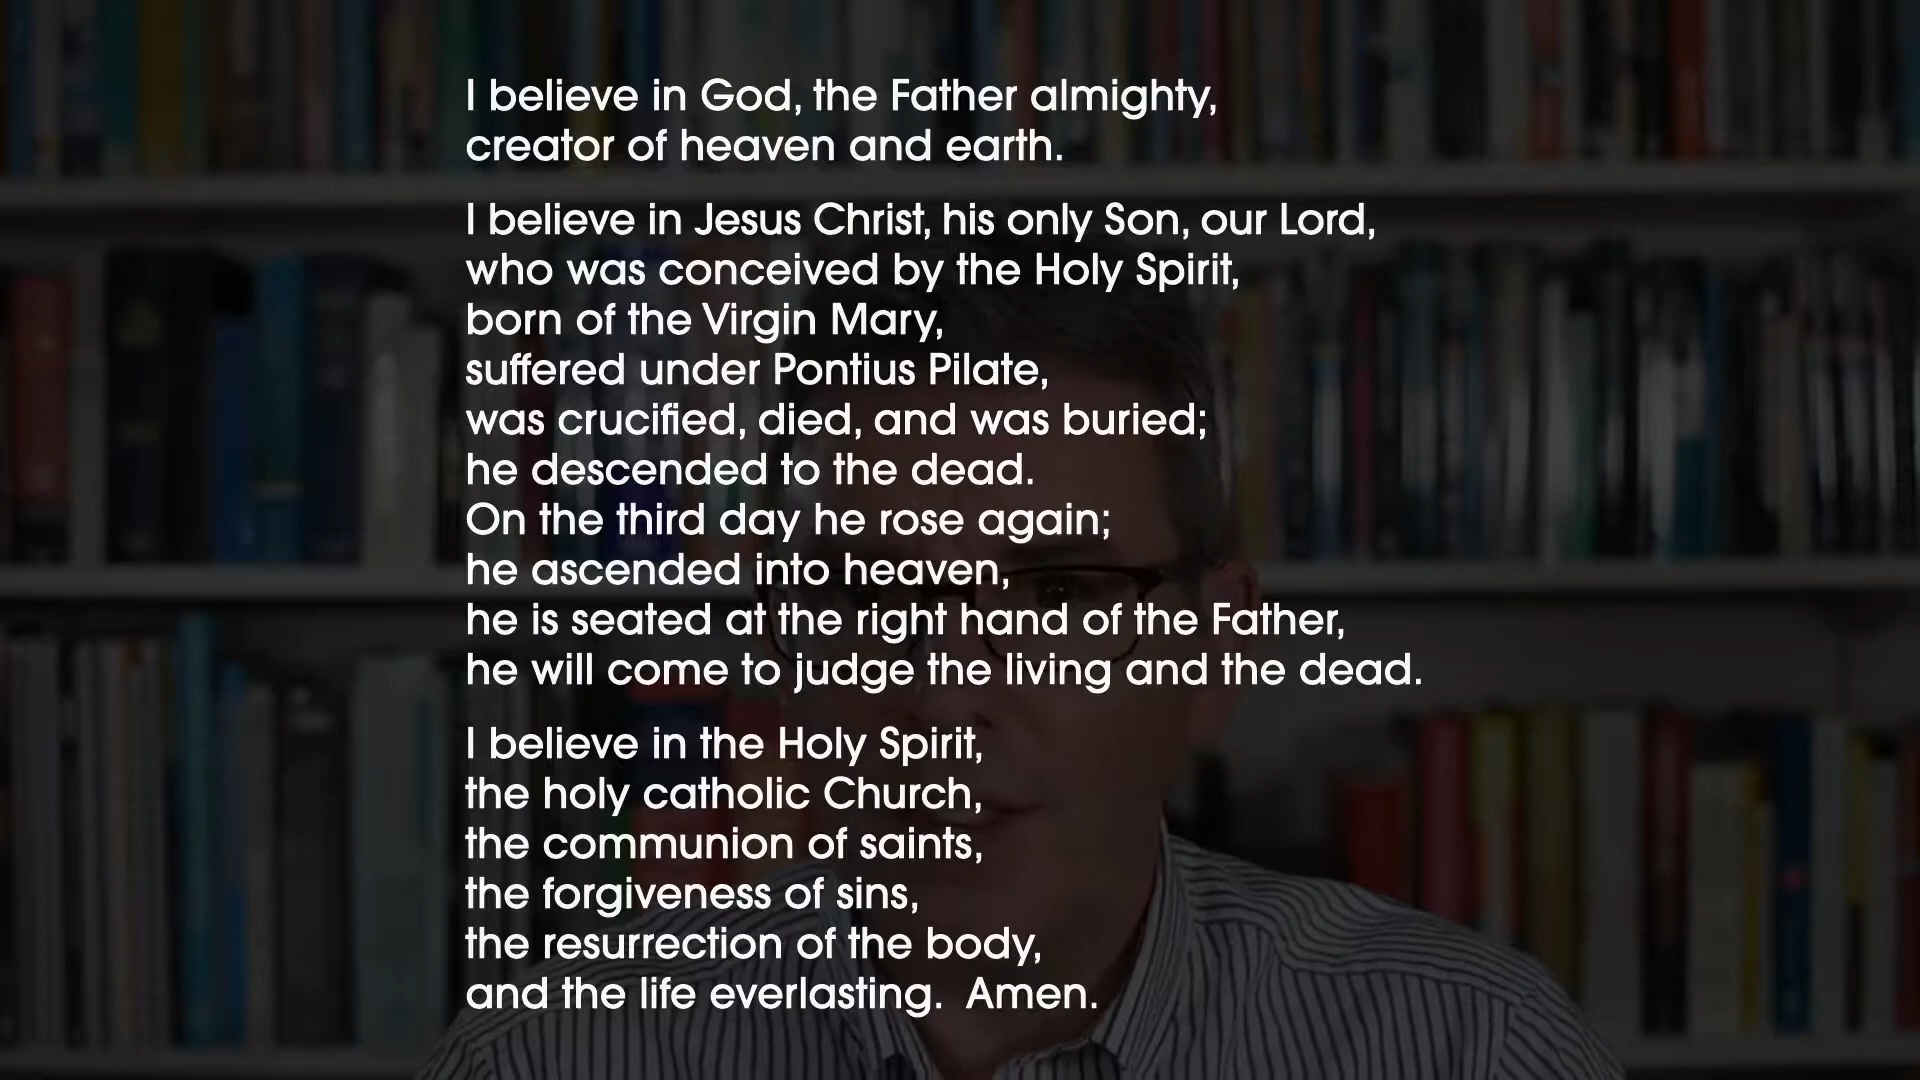 I believe in God, the Father almighty,
creator of heaven and earth.
I believe in Jesus Christ, his only Son, our Lord,
who was conceived by the Holy Spirit,
born of the Virgin Mary,
suffered under Pontius Pilate,
was crucified, died, and was buried;
he descended to the dead.
On the third day he rose again;
he ascended into heaven,
he is seated at the right hand of the Father,
he will come to judge the living and the dead.
I believe in the Holy Spirit,
the holy catholic Church,
the communion of saints,
the forgiveness of sins,
the resurrection of the body,
and the life everlasting.  Amen.